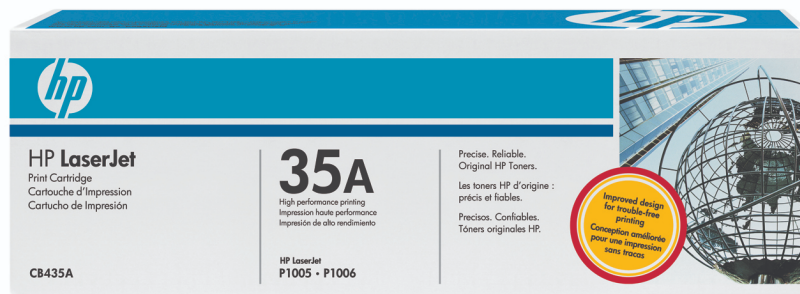 hp
hp
HP LaserJet
Print Cartridge
Cartouche d'Impression
Cartucho de Impresión
CB435A
35A
High performance printing
Impression haute performance
Impresión de alto rendimiento
HP LaserJet
P1005 • P1006
Precise. Reliable.
Original HP Toners.
Les toners HP d'origine :
précis et fiables.
Precisos. Confiables.
Tóners originales HP.
Improved design
for trouble-free
printing
Conception améliorée
pour une impression
sans tracas